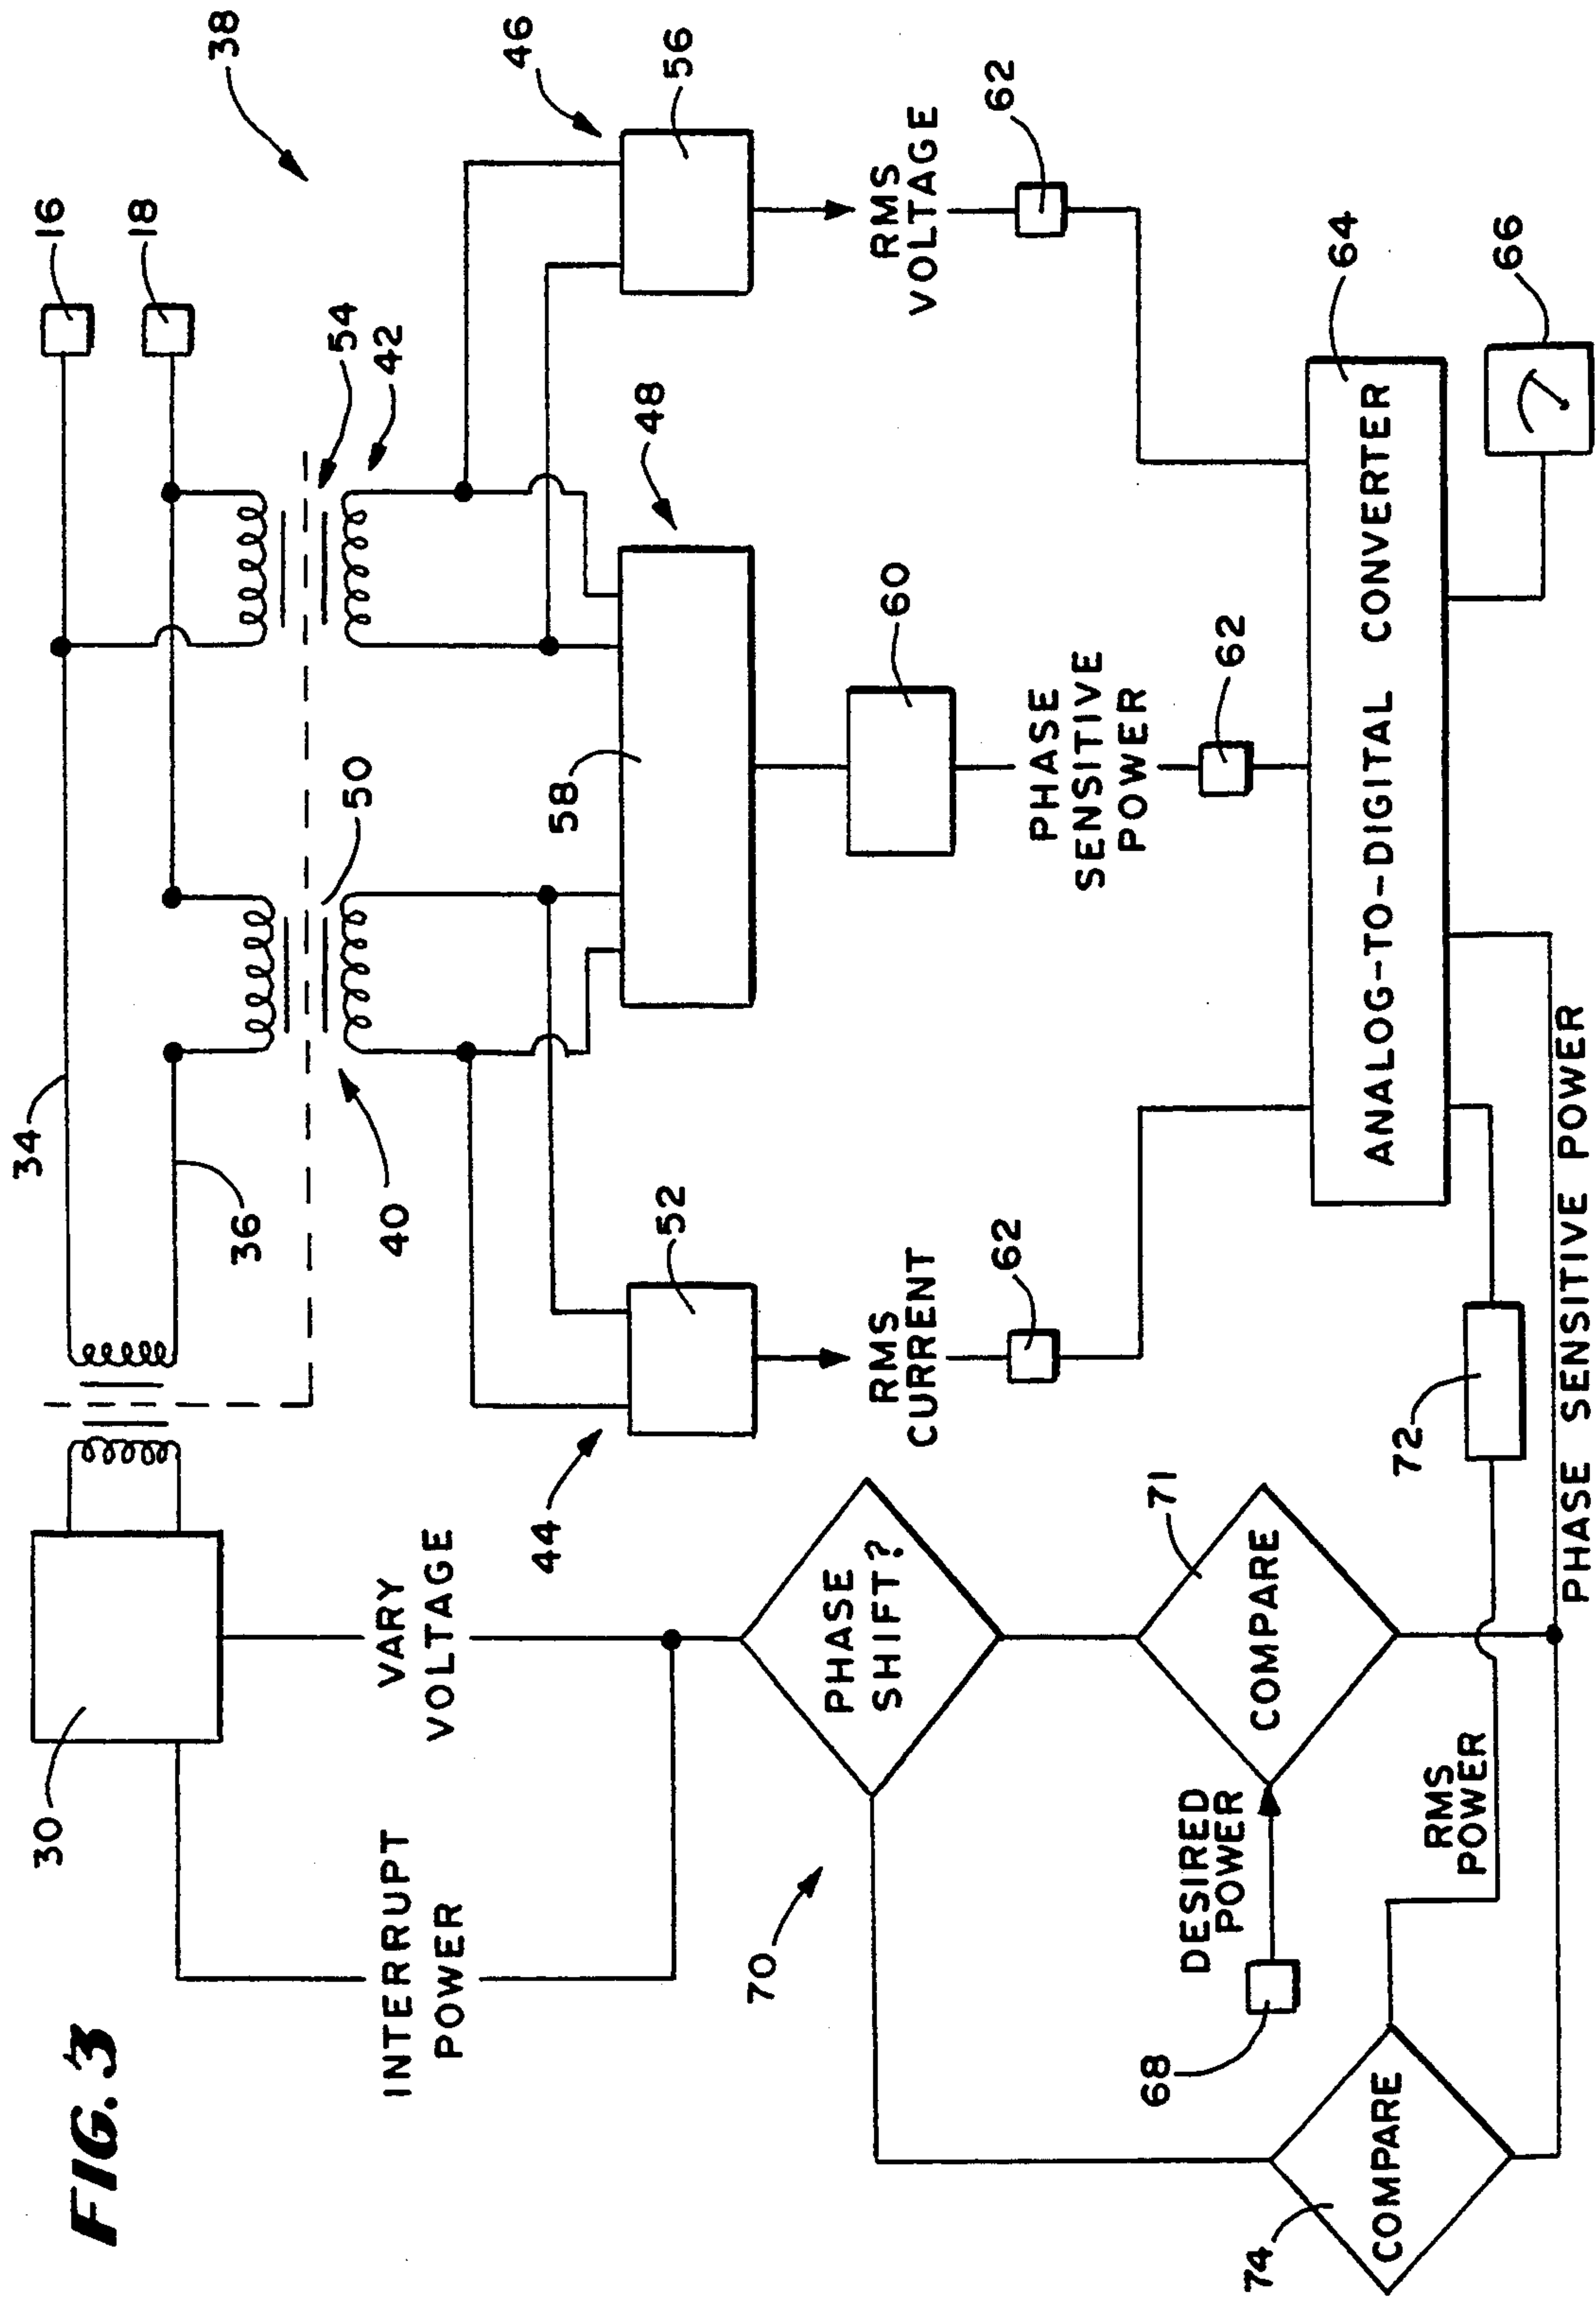 FIG. 3
30
34
36
16
18
38
INTERRUPT
POWER
VARY
VOLTAGE
40
50
54
42
44
52
58
48
46
56
70
PHASE
SHIFT?
RMS
CURRENT
62
60
PHASE
SENSITIVE
POWER
62
RMS
VOLTAGE
62
68
DESIRED
POWER
71
COMPARE
74
COMPARE
RMS
POWER
72
ANALOG-TO-DIGITAL CONVERTER
64
66
PHASE SENSITIVE POWER